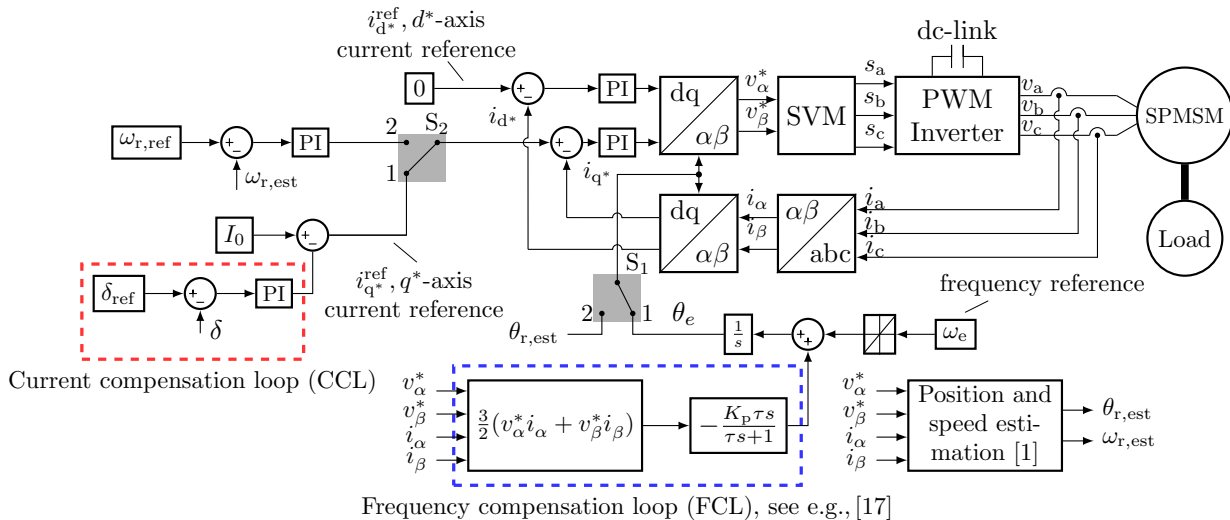 i_{d*}^{ref}, d*-axis
current reference
dc-link
0
+
−
PI
dq
αβ
v_α^*
v_β^*
SVM
s_a
s_b
s_c
PWM
Inverter
v_a
v_b
v_c
SPMSM
ω_{r,ref}
+
−
ω_{r,est}
PI
2
1
S_2
i_{d*}
+
−
PI
i_{q*}
dq
αβ
i_α
i_β
αβ
abc
i_a
i_b
i_c
Load
I_0
+
−
i_{q*}^{ref}, q*-axis
current reference
δ_{ref}
+
−
δ
PI
Current compensation loop (CCL)
S_1
2
1
θ_{r,est}
θ_e
1/s
+
+
frequency reference
ω_e
v_α^*
v_β^*
i_α
i_β
3/2(v_α^* i_α + v_β^* i_β)
−K_p τs/τs+1
Frequency compensation loop (FCL), see e.g., [17]
v_α^*
v_β^*
i_α
i_β
Position and
speed esti-
mation [1]
θ_{r,est}
ω_{r,est}